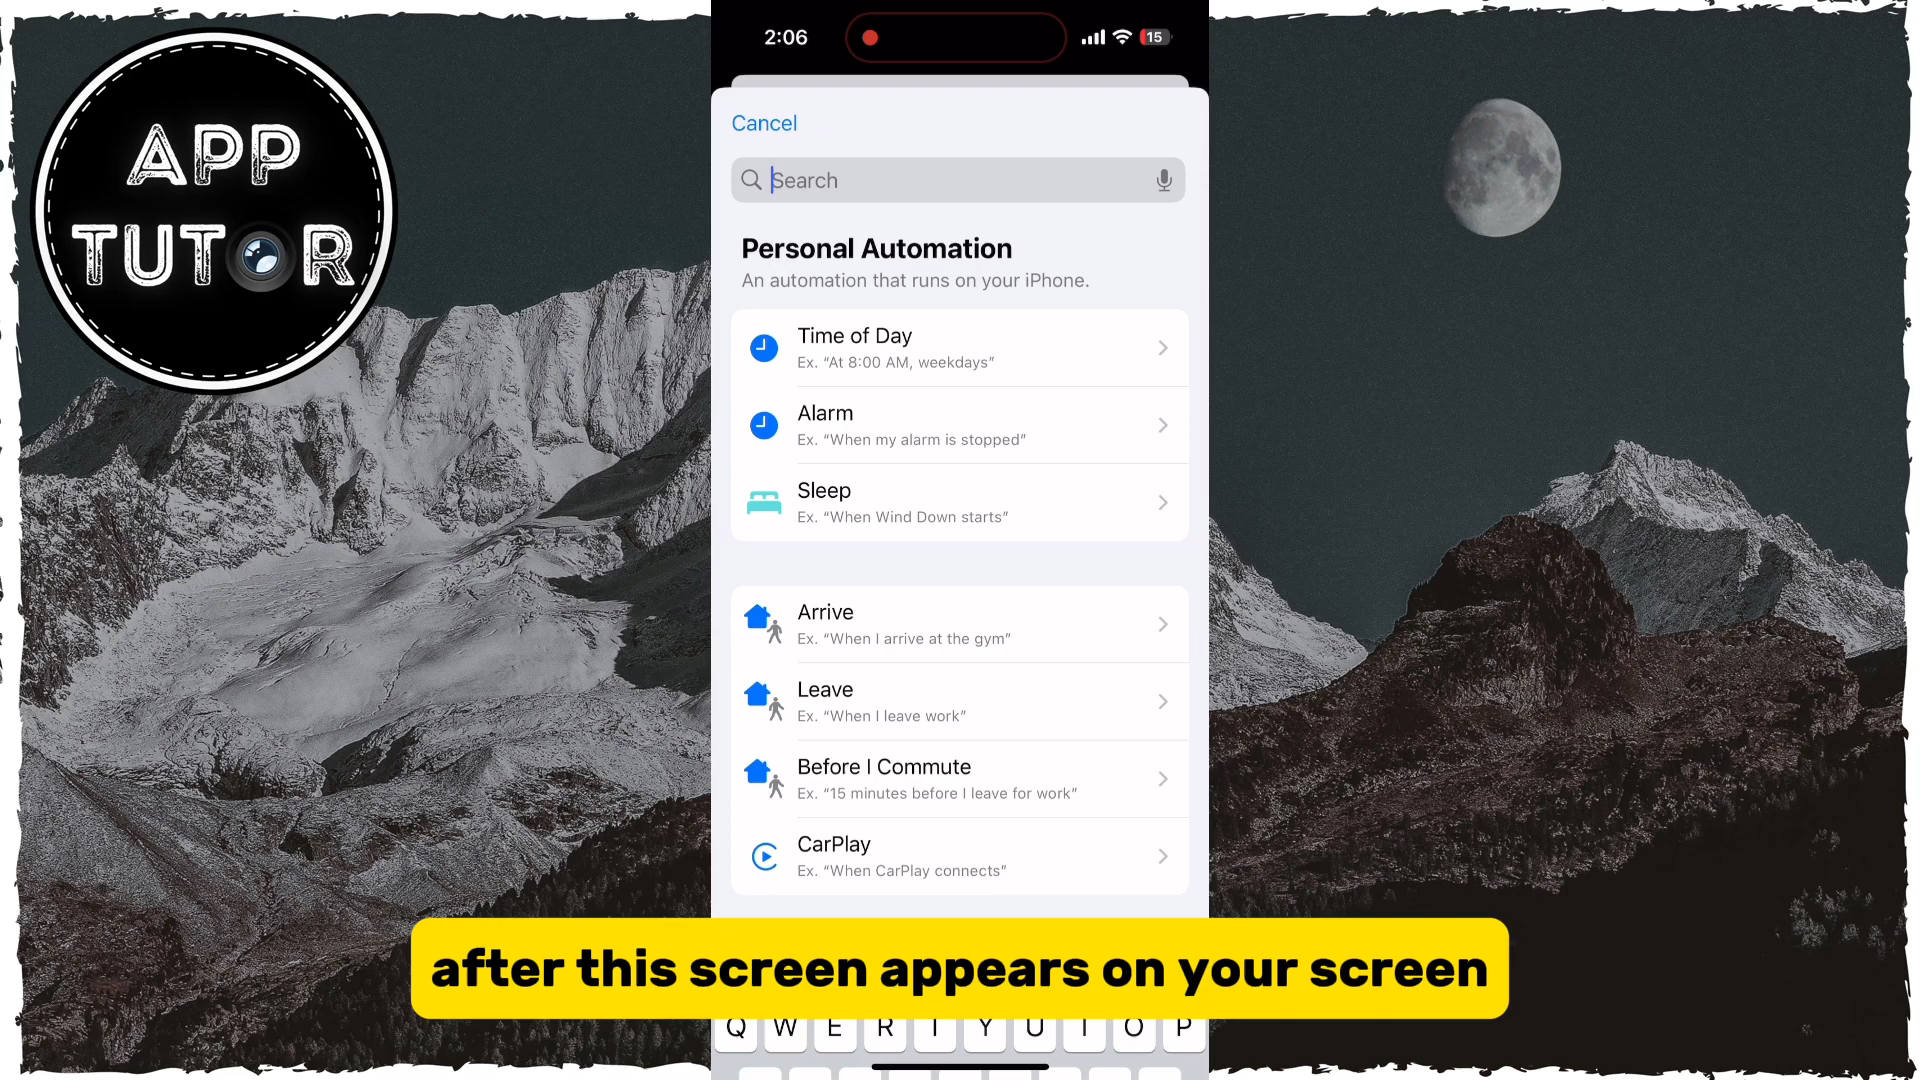 APP
TUTOR
2:06
15
Cancel
Search
Personal Automation
An automation that runs on your iPhone.
Time of Day
Ex. “At 8:00 AM, weekdays”
Alarm
Ex. “When my alarm is stopped”
Sleep
Ex. “When Wind Down starts”
Arrive
Ex. “When I arrive at the gym”
Leave
Ex. “When I leave work”
Before I Commute
Ex. “15 minutes before I leave for work”
CarPlay
Ex. “When CarPlay connects”
after this screen appears on your screen
Q W E R T Y U I O P